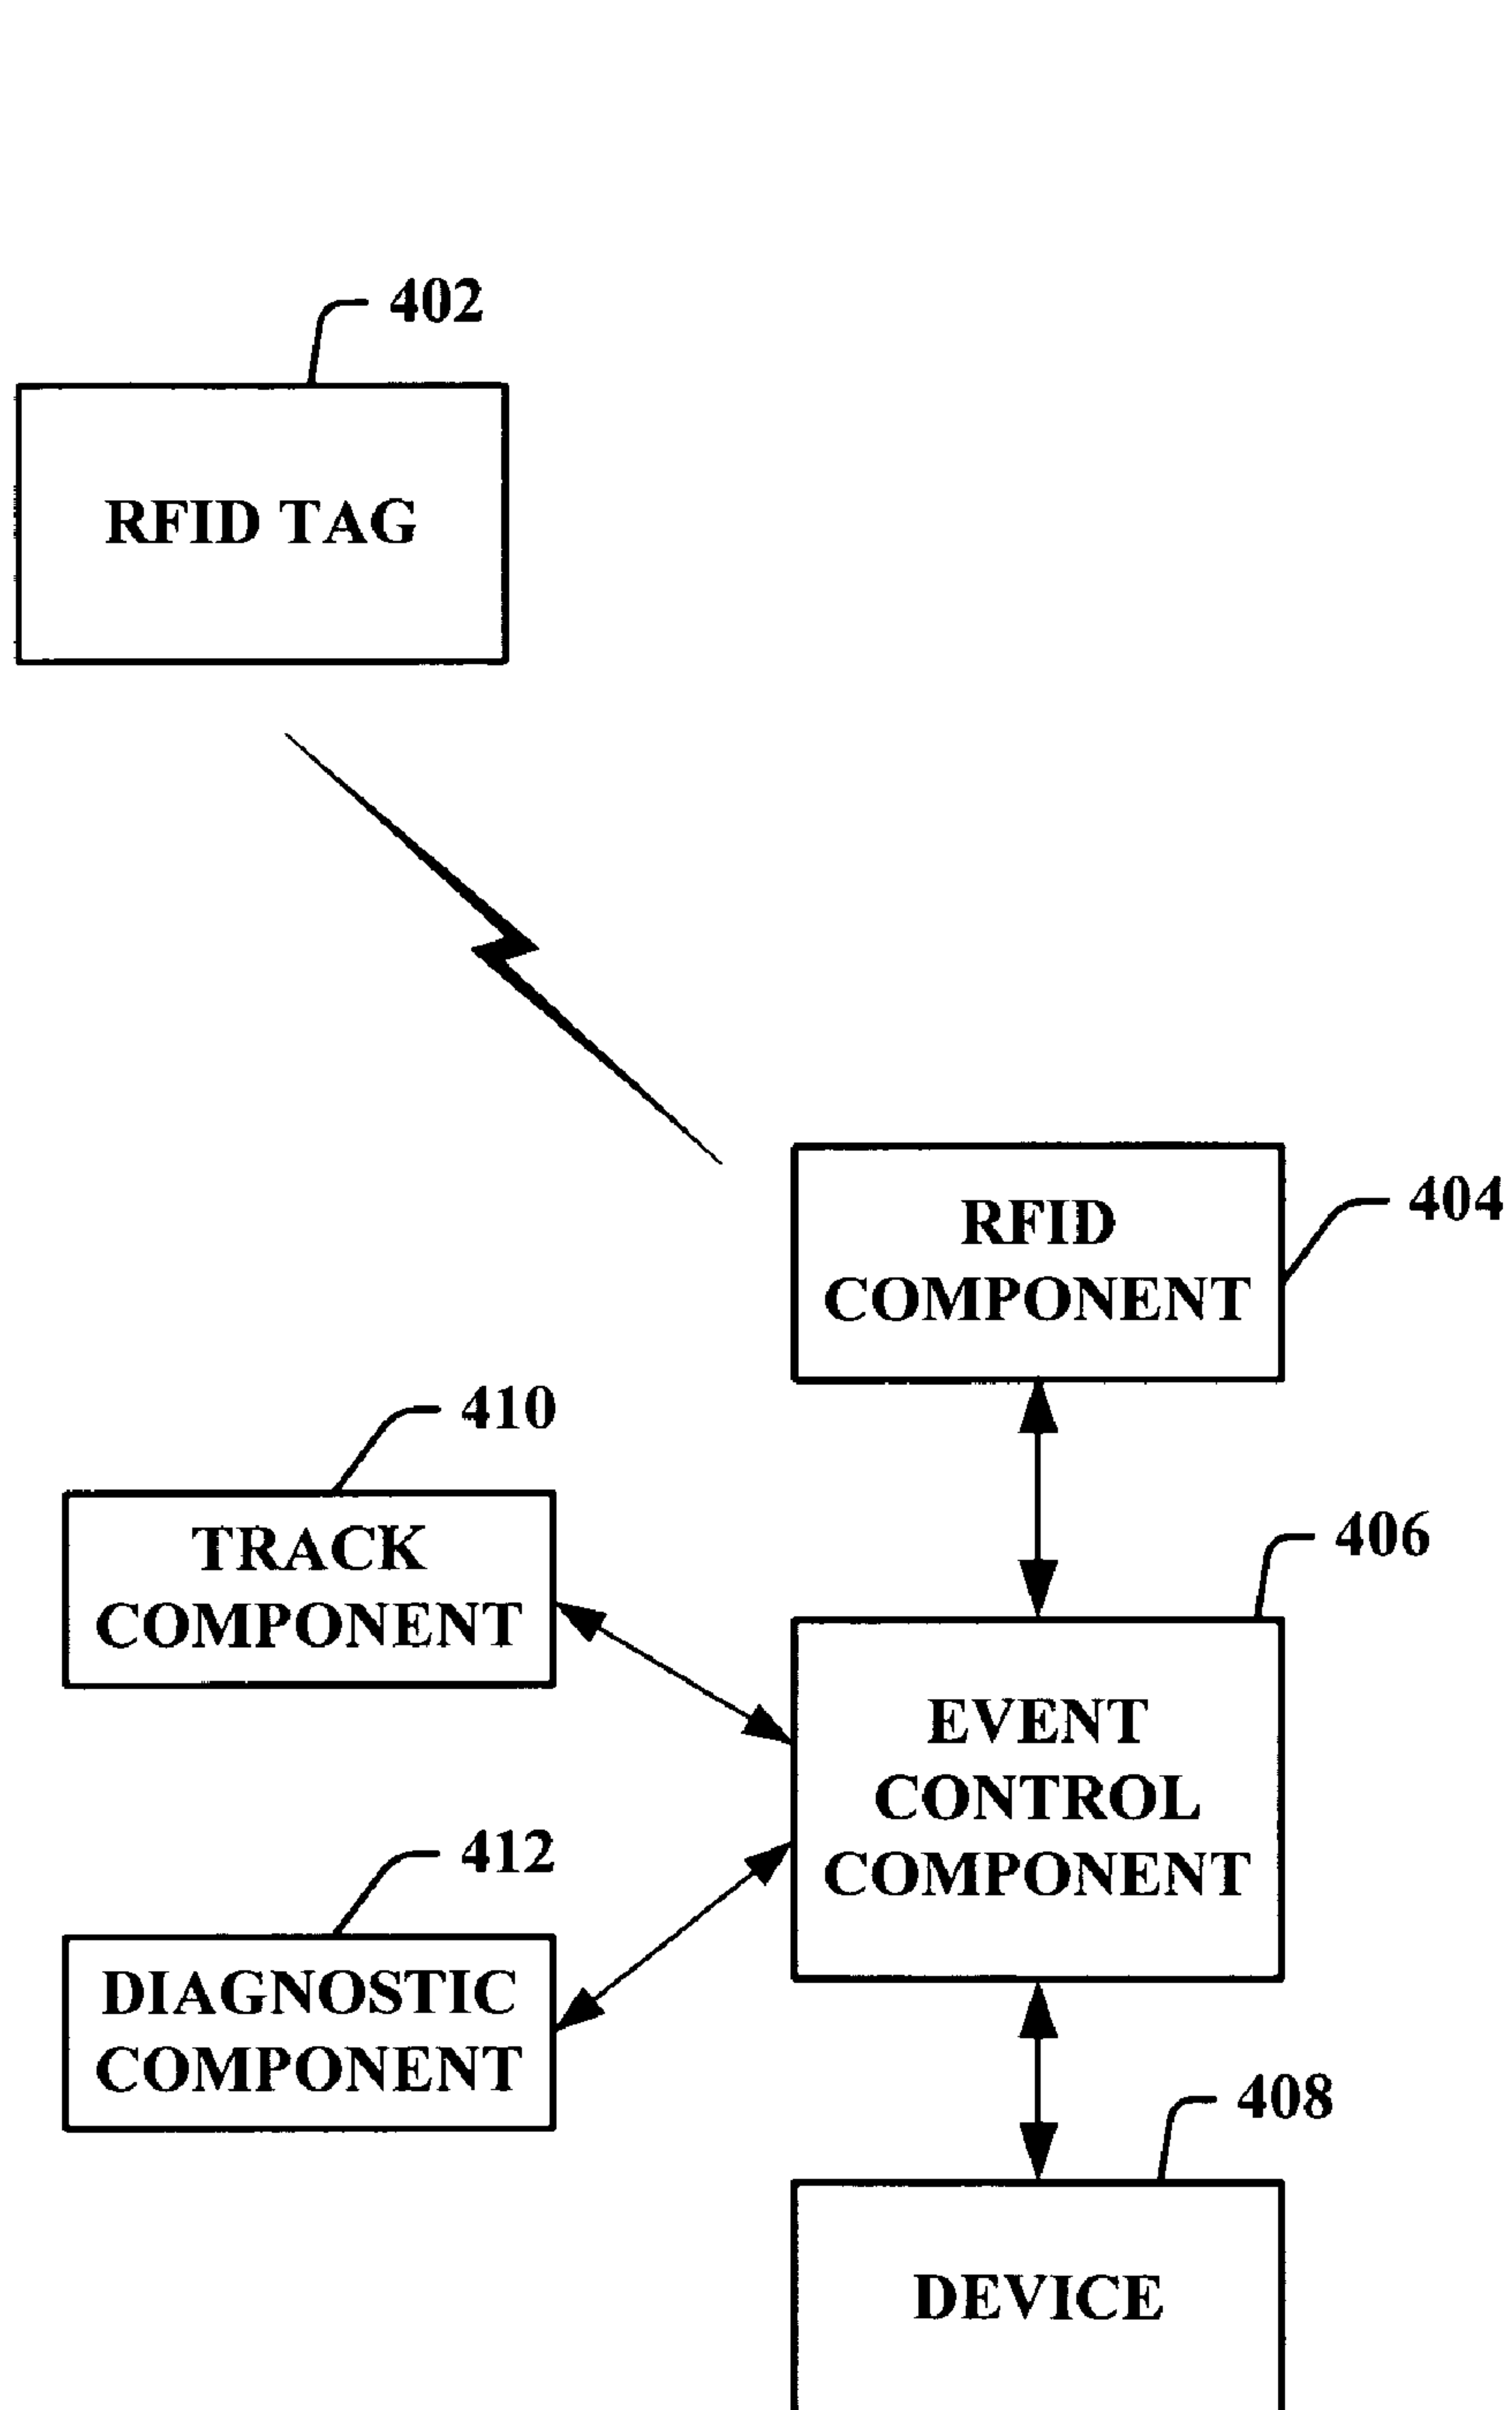 402
RFID TAG
RFID
COMPONENT
404
410
TRACK
COMPONENT
406
EVENT
CONTROL
COMPONENT
412
DIAGNOSTIC
COMPONENT
408
DEVICE